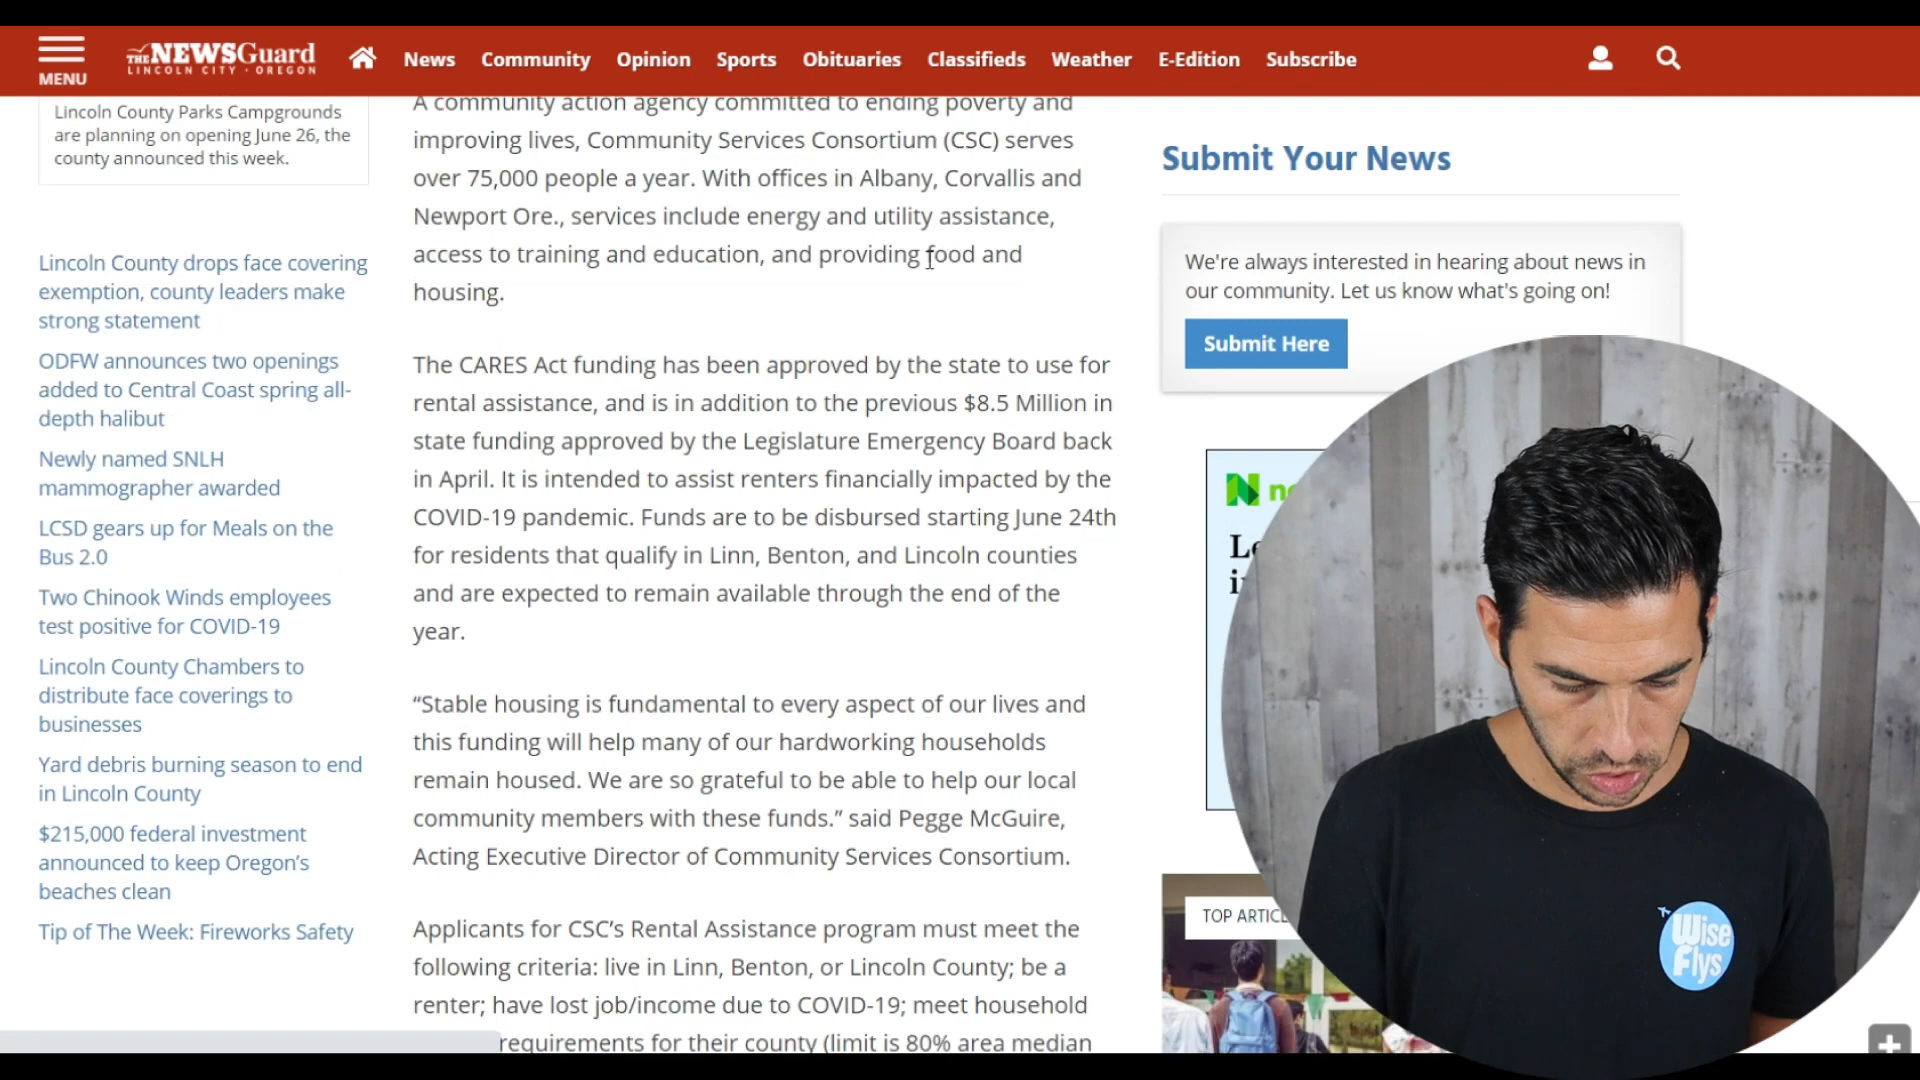 MENU
THE NEWSGuard
LINCOLN CITY · OREGON
News
Community
Opinion
Sports
Obituaries
Classifieds
Weather
E-Edition
Subscribe
Lincoln County Parks Campgrounds
are planning on opening June 26, the
county announced this week.
Lincoln County drops face covering
exemption, county leaders make
strong statement
ODFW announces two openings
added to Central Coast spring all-
depth halibut
Newly named SNLH
mammographer awarded
LCSD gears up for Meals on the
Bus 2.0
Two Chinook Winds employees
test positive for COVID-19
Lincoln County Chambers to
distribute face coverings to
businesses
Yard debris burning season to end
in Lincoln County
$215,000 federal investment
announced to keep Oregon’s
beaches clean
Tip of The Week: Fireworks Safety
A community action agency committed to ending poverty and
improving lives, Community Services Consortium (CSC) serves
over 75,000 people a year. With offices in Albany, Corvallis and
Newport Ore., services include energy and utility assistance,
access to training and education, and providing food and
housing.
The CARES Act funding has been approved by the state to use for
rental assistance, and is in addition to the previous $8.5 Million in
state funding approved by the Legislature Emergency Board back
in April. It is intended to assist renters financially impacted by the
COVID-19 pandemic. Funds are to be disbursed starting June 24th
for residents that qualify in Linn, Benton, and Lincoln counties
and are expected to remain available through the end of the
year.
“Stable housing is fundamental to every aspect of our lives and
this funding will help many of our hardworking households
remain housed. We are so grateful to be able to help our local
community members with these funds.” said Pegge McGuire,
Acting Executive Director of Community Services Consortium.
Applicants for CSC’s Rental Assistance program must meet the
following criteria: live in Linn, Benton, or Lincoln County; be a
renter; have lost job/income due to COVID-19; meet household
requirements for their county (limit is 80% area median
Submit Your News
We're always interested in hearing about news in
our community. Let us know what's going on!
Submit Here
TOP
Wise
Flys